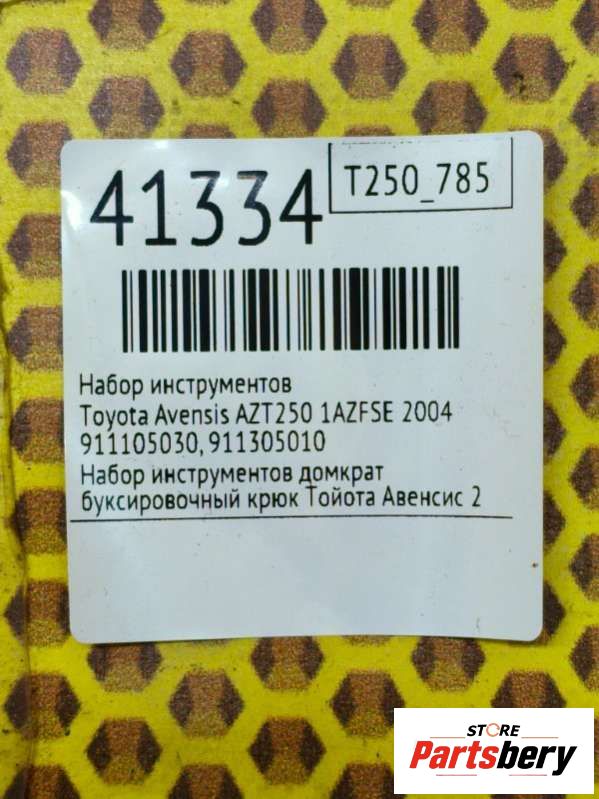 41334
T250_785
Набор инструментов
Toyota Avensis AZT250 1AZFSE 2004
911105030, 911305010
Набор инструментов домкрат
буксировочный крюк Тойота Авенсис 2
STORE
Partsbery